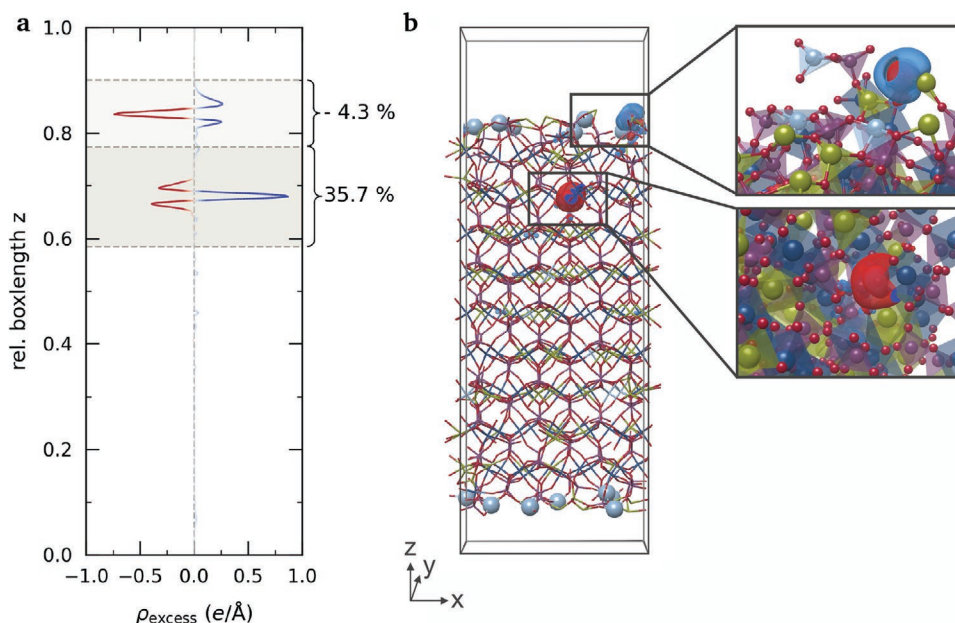 a
b
1.0
0.8
0.6
0.4
0.2
0.0
- 4.3 %
35.7 %
rel. boxlength z
−1.0 −0.5 0.0 0.5 1.0
ρexcess (e/Å)
z
y
x